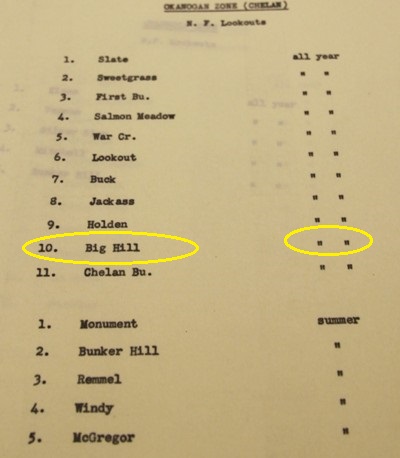 OKANOGAN ZONE (CHELAN)
N. F. Lookouts
1. Slate all year
2. Sweetgrass " "
3. First Bu. " "
4. Salmon Meadow " "
5. War Cr. " "
6. Lookout " "
7. Buck " "
8. Jackass " "
9. Holden " "
10. Big Hill " "
11. Chelan Bu. " "
1. Monument summer
2. Bunker Hill "
3. Remmel "
4. Windy "
5. McGregor "